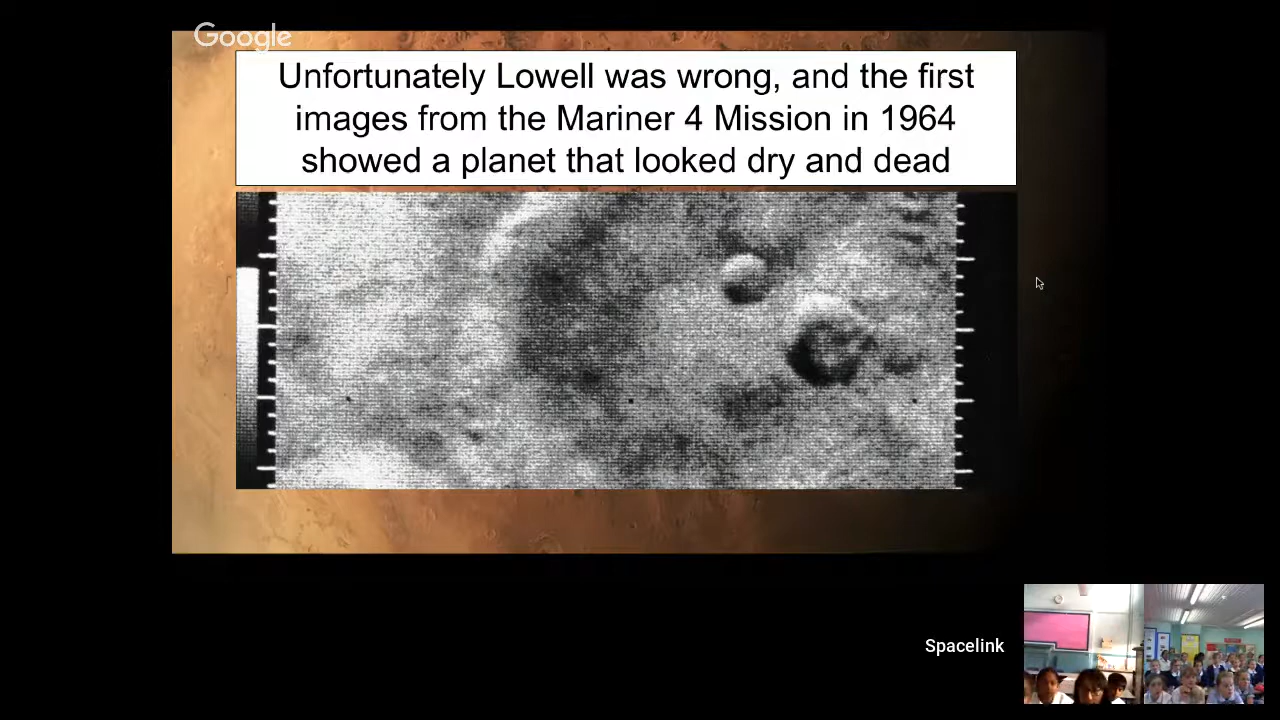 Google
Unfortunately Lowell was wrong, and the first
images from the Mariner 4 Mission in 1964
showed a planet that looked dry and dead
Spacelink